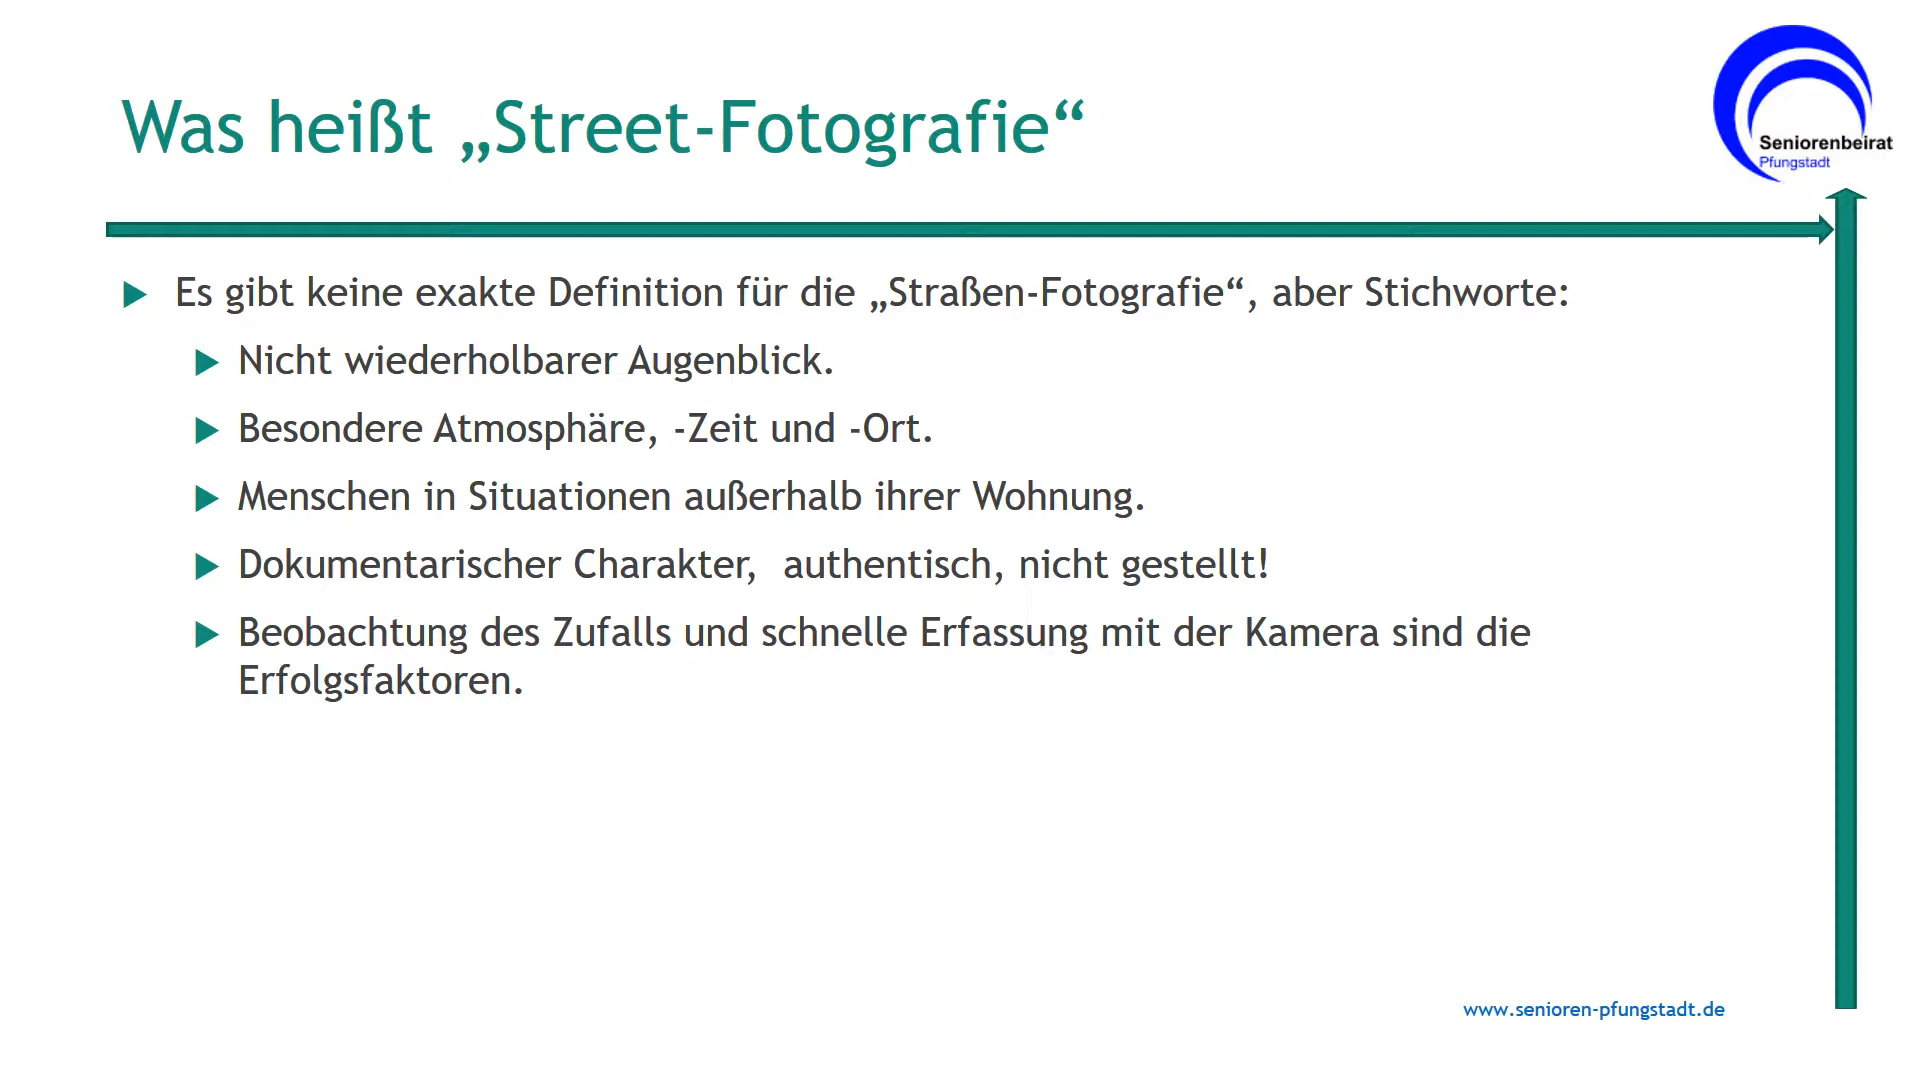 Was heißt „Street-Fotografie“
Seniorenbeirat
Pfungstadt
Es gibt keine exakte Definition für die „Straßen-Fotografie“, aber Stichworte:
Nicht wiederholbarer Augenblick.
Besondere Atmosphäre, -Zeit und -Ort.
Menschen in Situationen außerhalb ihrer Wohnung.
Dokumentarischer Charakter,  authentisch, nicht gestellt!
Beobachtung des Zufalls und schnelle Erfassung mit der Kamera sind die
Erfolgsfaktoren.
www.senioren-pfungstadt.de